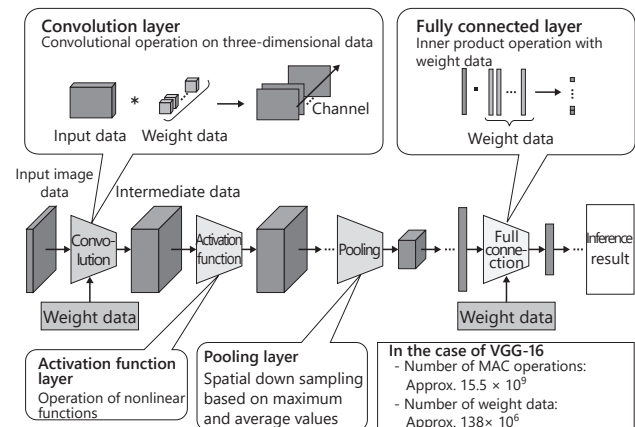 Convolution layer
Convolutional operation on three-dimensional data
*
Channel
Input data
Weight data
Fully connected layer
Inner product operation with
weight data
Weight data
Input image
data
Intermediate data
Convo-
lution
Activation
function
...
Pooling
...
Full
conne-
ction
...
Inference
result
Weight data
Weight data
Activation function
layer
Operation of nonlinear
functions
Pooling layer
Spatial down sampling
based on maximum
and average values
In the case of VGG-16
- Number of MAC operations:
Approx. 15.5 × 10⁹
- Number of weight data:
Approx. 138× 10⁶